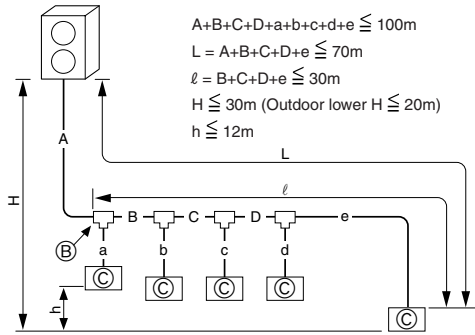 A+B+C+D+a+b+c+d+e ≦ 100m
L = A+B+C+D+e ≦ 70m
ℓ = B+C+D+e ≦ 30m
H ≦ 30m (Outdoor lower H ≦ 20m)
h ≦ 12m
A
L
H
ℓ
B C D e
Ⓑ
a b c d
Ⓒ Ⓒ Ⓒ Ⓒ
h
Ⓒ